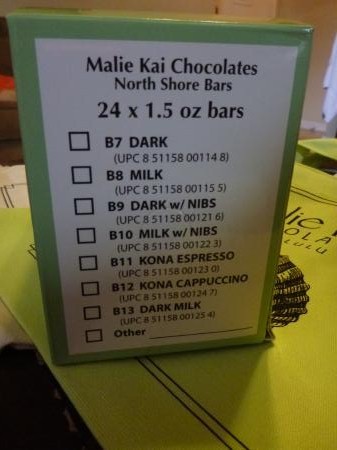 Malie Kai Chocolates
North Shore Bars
24 x 1.5 oz bars
B7 DARK
(UPC 8 51158 00114 8)
B8 MILK
(UPC 8 51158 00115 5)
B9 DARK w/ NIBS
(UPC 8 51158 00121 6)
B10 MILK w/ NIBS
(UPC 8 51158 00122 3)
B11 KONA ESPRESSO
(UPC 8 51158 00123 0)
B12 KONA CAPPUCCINO
(UPC 8 51158 00124 7)
B13 DARK MILK
(UPC 8 51158 00125 4)
Other
lie
OLA
LULU